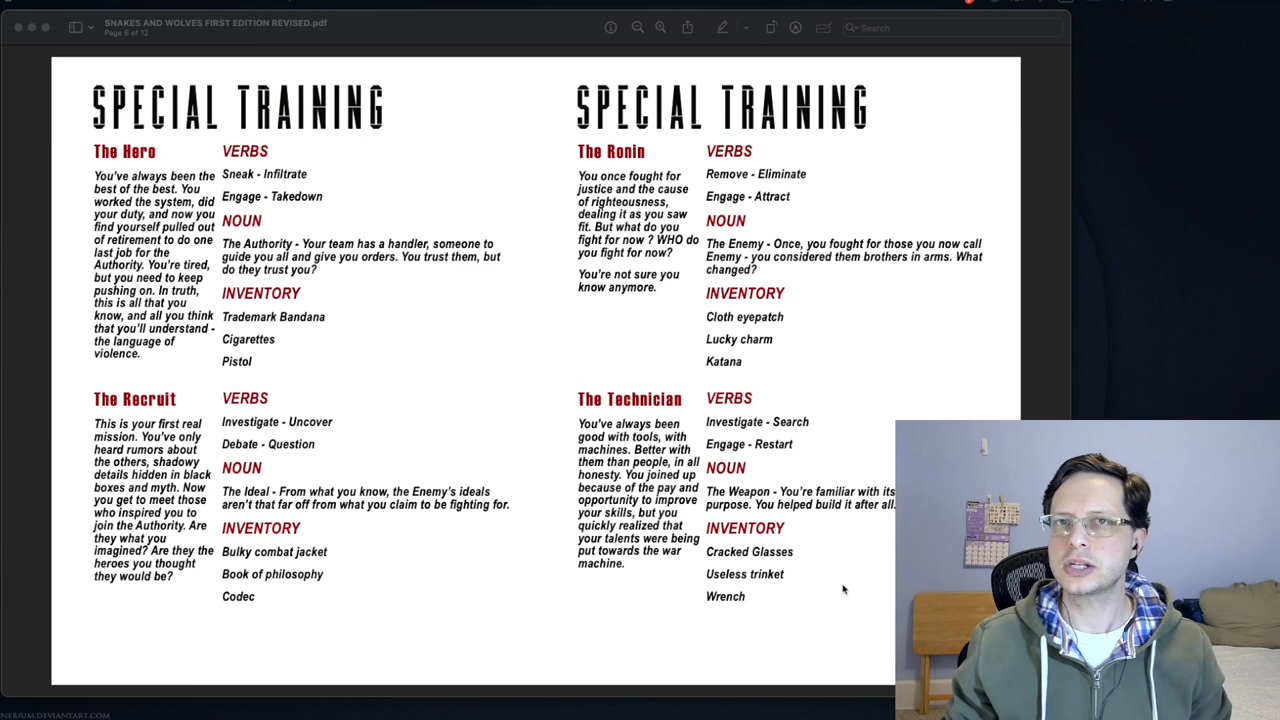 SNAKES AND WOLVES FIRST EDITION REVISED.pdf
Page 6 of 12
Search
SPECIAL TRAINING
The Hero
You've always been the
best of the best. You
worked the system, did
your duty, and now you
find yourself pulled out
of retirement to do one
last job for the
Authority. You're tired,
but you need to keep
pushing on. In truth,
this is all that you
know, and all you think
that you'll understand -
the language of
violence.
VERBS
Sneak - Infiltrate
Engage - Takedown
NOUN
The Authority - Your team has a handler, someone to
guide you all and give you orders. You trust them, but
do they trust you?
INVENTORY
Trademark Bandana
Cigarettes
Pistol
The Recruit
This is your first real
mission. You've only
heard rumors about
the others, shadowy
details hidden in black
boxes and myth. Now
you get to meet those
who inspired you to
join the Authority. Are
they what you
imagined? Are they the
heroes you thought
they would be?
VERBS
Investigate - Uncover
Debate - Question
NOUN
The Ideal - From what you know, the Enemy's ideals
aren't that far off from what you claim to be fighting for.
INVENTORY
Bulky combat jacket
Book of philosophy
Codec
SPECIAL TRAINING
The Ronin
You once fought for
justice and the cause
of righteousness,
dealing it as you saw
fit. But what do you
fight for now ? WHO do
you fight for now?
You're not sure you
know anymore.
VERBS
Remove - Eliminate
Engage - Attract
NOUN
The Enemy - Once, you fought for those you now call
Enemy - you considered them brothers in arms. What
changed?
INVENTORY
Cloth eyepatch
Lucky charm
Katana
The Technician
You've always been
good with tools, with
machines. Better with
them than people, in all
honesty. You joined up
because of the pay and
opportunity to improve
your skills, but you
quickly realized that
your talents were being
put towards the war
machine.
VERBS
Investigate - Search
Engage - Restart
NOUN
The Weapon - You're familiar with its
purpose. You helped build it after all.
INVENTORY
Cracked Glasses
Useless trinket
Wrench
NERIUM.DEVIANTART.COM